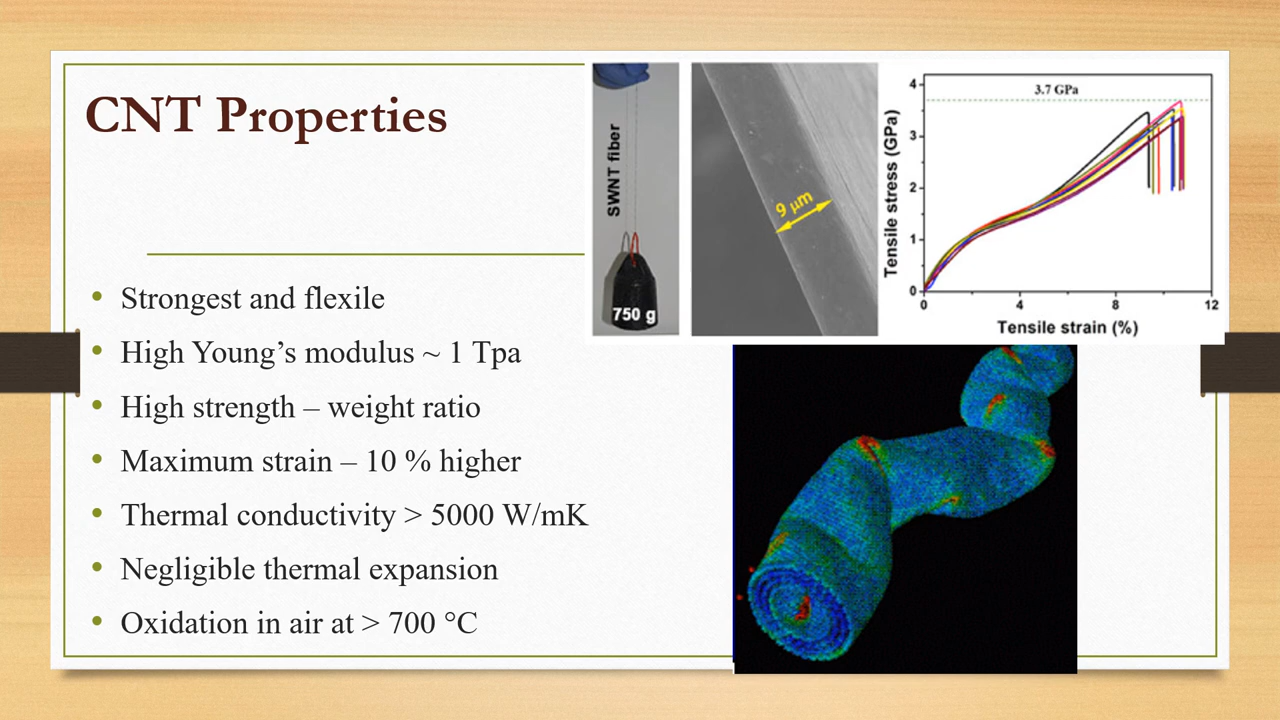 CNT Properties
• Strongest and flexile
• High Young’s modulus ~ 1 Tpa
• High strength – weight ratio
• Maximum strain – 10 % higher
• Thermal conductivity > 5000 W/mK
• Negligible thermal expansion
• Oxidation in air at > 700 °C
SWNT fiber
750 g
9 μm
3.7 GPa
Tensile stress (GPa)
4
3
2
1
0
0 4 8 12
Tensile strain (%)